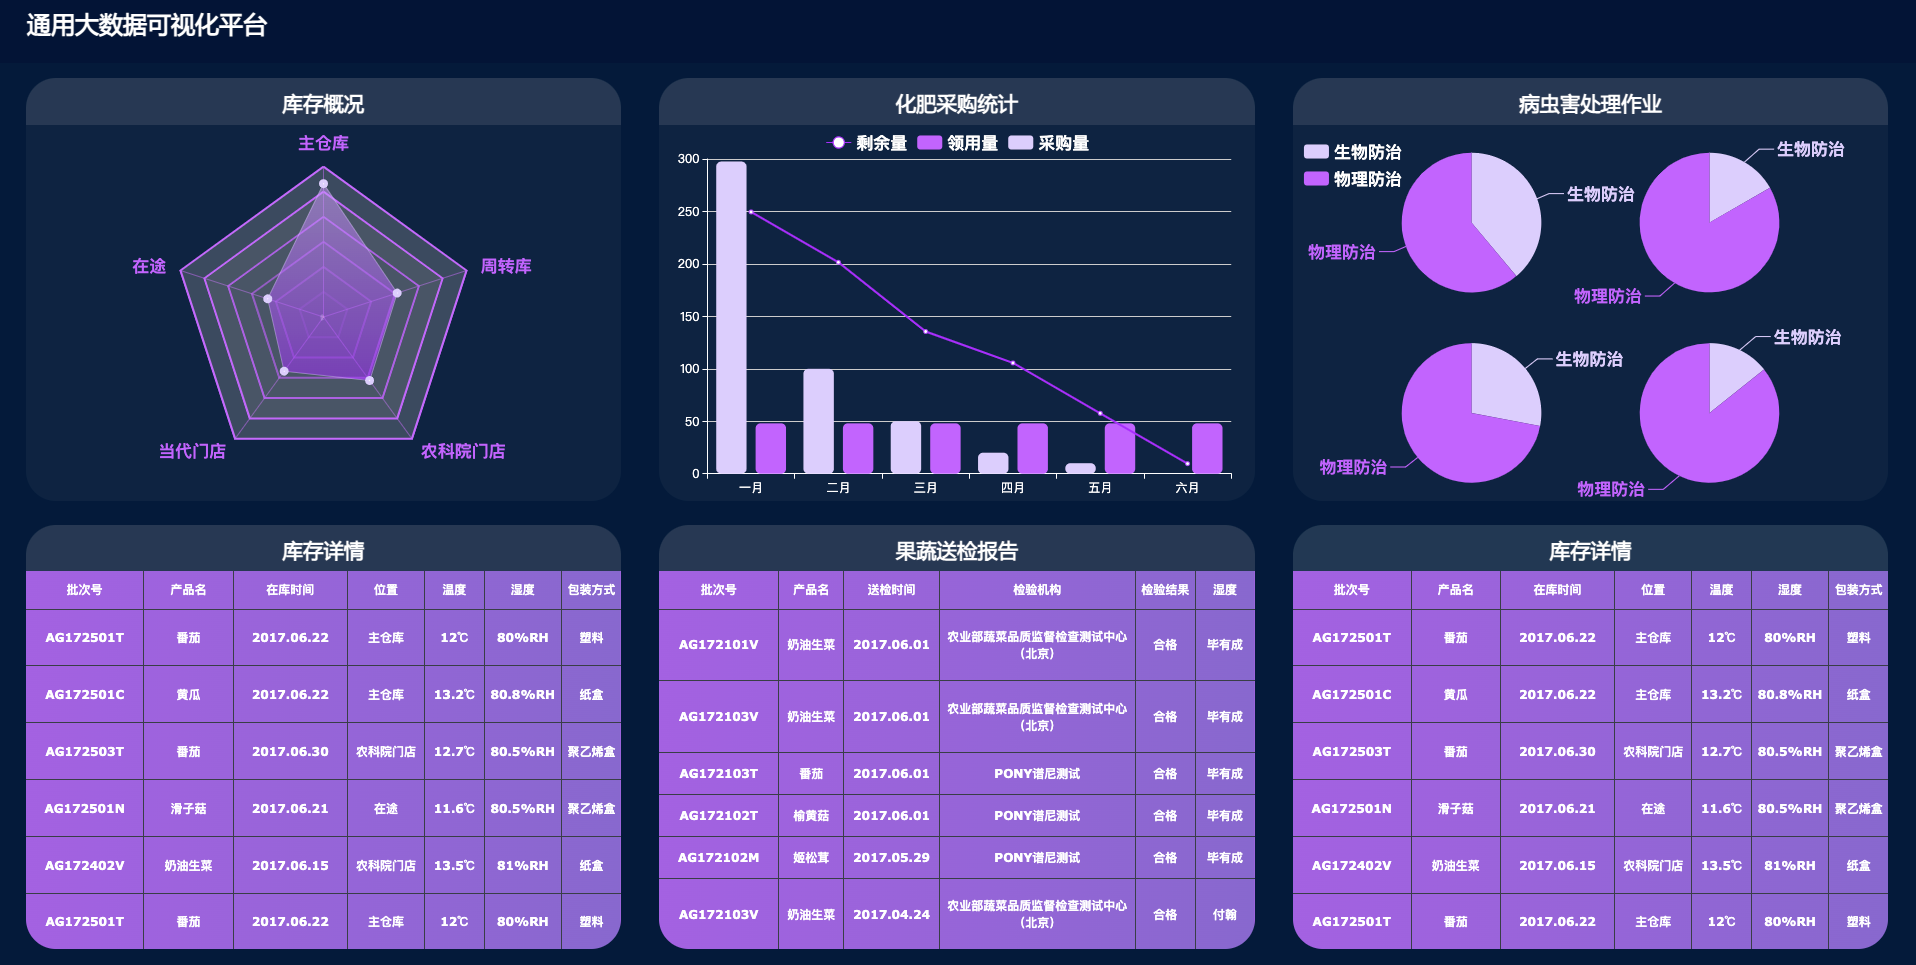 通用大数据可视化平台
库存概况
主仓库
在途
周转库
当代门店
农科院门店
化肥采购统计
剩余量 领用量 采购量
300
250
200
150
100
50
0
一月 二月 三月 四月 五月 六月
病虫害处理作业
生物防治
物理防治
生物防治
物理防治
生物防治
物理防治
生物防治
物理防治
生物防治
物理防治
库存详情
批次号 产品名 在库时间 位置 温度 湿度 包装方式
AG172501T 番茄 2017.06.22 主仓库 12℃ 80%RH 塑料
AG172501C 黄瓜 2017.06.22 主仓库 13.2℃ 80.8%RH 纸盒
AG172503T 番茄 2017.06.30 农科院门店 12.7℃ 80.5%RH 聚乙烯盒
AG172501N 滑子菇 2017.06.21 在途 11.6℃ 80.5%RH 聚乙烯盒
AG172402V 奶油生菜 2017.06.15 农科院门店 13.5℃ 81%RH 纸盒
AG172501T 番茄 2017.06.22 主仓库 12℃ 80%RH 塑料
果蔬送检报告
批次号 产品名 送检时间 检验机构 检验结果 湿度
AG172101V 奶油生菜 2017.06.01 农业部蔬菜品质监督检查测试中心 合格 毕有成
（北京）
AG172103V 奶油生菜 2017.06.01 农业部蔬菜品质监督检查测试中心 合格 毕有成
（北京）
AG172103T 番茄 2017.06.01 PONY谱尼测试 合格 毕有成
AG172102T 榆黄菇 2017.06.01 PONY谱尼测试 合格 毕有成
AG172102M 姬松茸 2017.05.29 PONY谱尼测试 合格 毕有成
AG172103V 奶油生菜 2017.04.24 农业部蔬菜品质监督检查测试中心 合格 付翰
（北京）
库存详情
批次号 产品名 在库时间 位置 温度 湿度 包装方式
AG172501T 番茄 2017.06.22 主仓库 12℃ 80%RH 塑料
AG172501C 黄瓜 2017.06.22 主仓库 13.2℃ 80.8%RH 纸盒
AG172503T 番茄 2017.06.30 农科院门店 12.7℃ 80.5%RH 聚乙烯盒
AG172501N 滑子菇 2017.06.21 在途 11.6℃ 80.5%RH 聚乙烯盒
AG172402V 奶油生菜 2017.06.15 农科院门店 13.5℃ 81%RH 纸盒
AG172501T 番茄 2017.06.22 主仓库 12℃ 80%RH 塑料